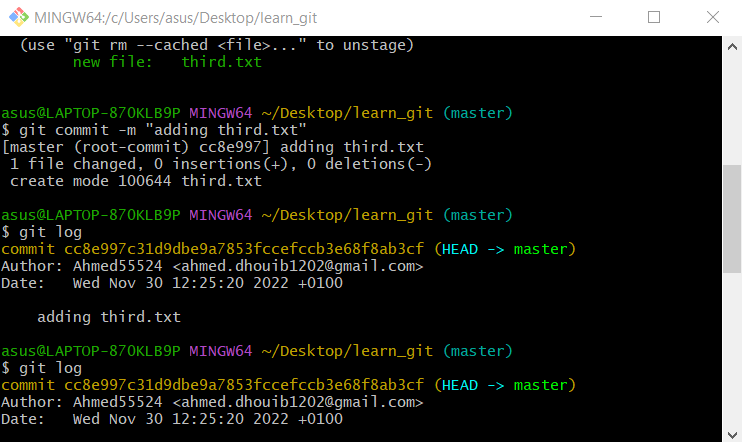 MINGW64:/c/Users/asus/Desktop/learn_git
(use "git rm --cached <file>..." to unstage)
new file:   third.txt
asus@LAPTOP-870KLB9P MINGW64 ~/Desktop/learn_git (master)
$ git commit -m "adding third.txt"
[master (root-commit) cc8e997] adding third.txt
1 file changed, 0 insertions(+), 0 deletions(-)
create mode 100644 third.txt
asus@LAPTOP-870KLB9P MINGW64 ~/Desktop/learn_git (master)
$ git log
commit cc8e997c31d9dbe9a7853fccefccb3e68f8ab3cf (HEAD -> master)
Author: Ahmed55524 <ahmed.dhouib1202@gmail.com>
Date:   Wed Nov 30 12:25:20 2022 +0100
adding third.txt
asus@LAPTOP-870KLB9P MINGW64 ~/Desktop/learn_git (master)
$ git log
commit cc8e997c31d9dbe9a7853fccefccb3e68f8ab3cf (HEAD -> master)
Author: Ahmed55524 <ahmed.dhouib1202@gmail.com>
Date:   Wed Nov 30 12:25:20 2022 +0100